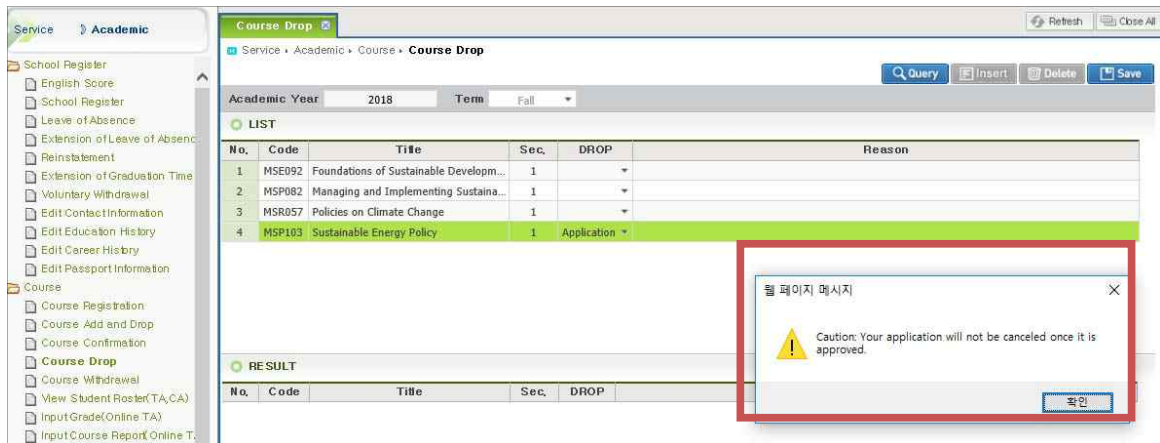 Service Academic
Course Drop
Refresh Close All
Service Academic Course Course Drop
Query Insert Delete Save
Academic Year 2018 Term Fall
LIST
No. Code Title Sec. DROP Reason
1 MSE092 Foundations of Sustainable Developm... 1
2 MSP082 Managing and Implementing Sustaina... 1
3 MSR057 Policies on Climate Change 1
4 MSP103 Sustainable Energy Policy 1 Application
School Register
English Score
School Register
Leave of Absence
Extension of Leave of Absenc
Reinstatement
Extension of Graduation Time
Voluntary Withdrawal
Edit Contact Information
Edit Education History
Edit Career History
Edit Passport Information
Course
Course Registration
Course Add and Drop
Course Confirmation
Course Drop
Course Withdrawal
View Student Roster(TA,CA)
Input Grade(Online TA)
Input Course Report(Online T
웹 페이지 메시지
Caution: Your application will not be canceled once it is
approved.
확인
RESULT
No. Code Title Sec. DROP